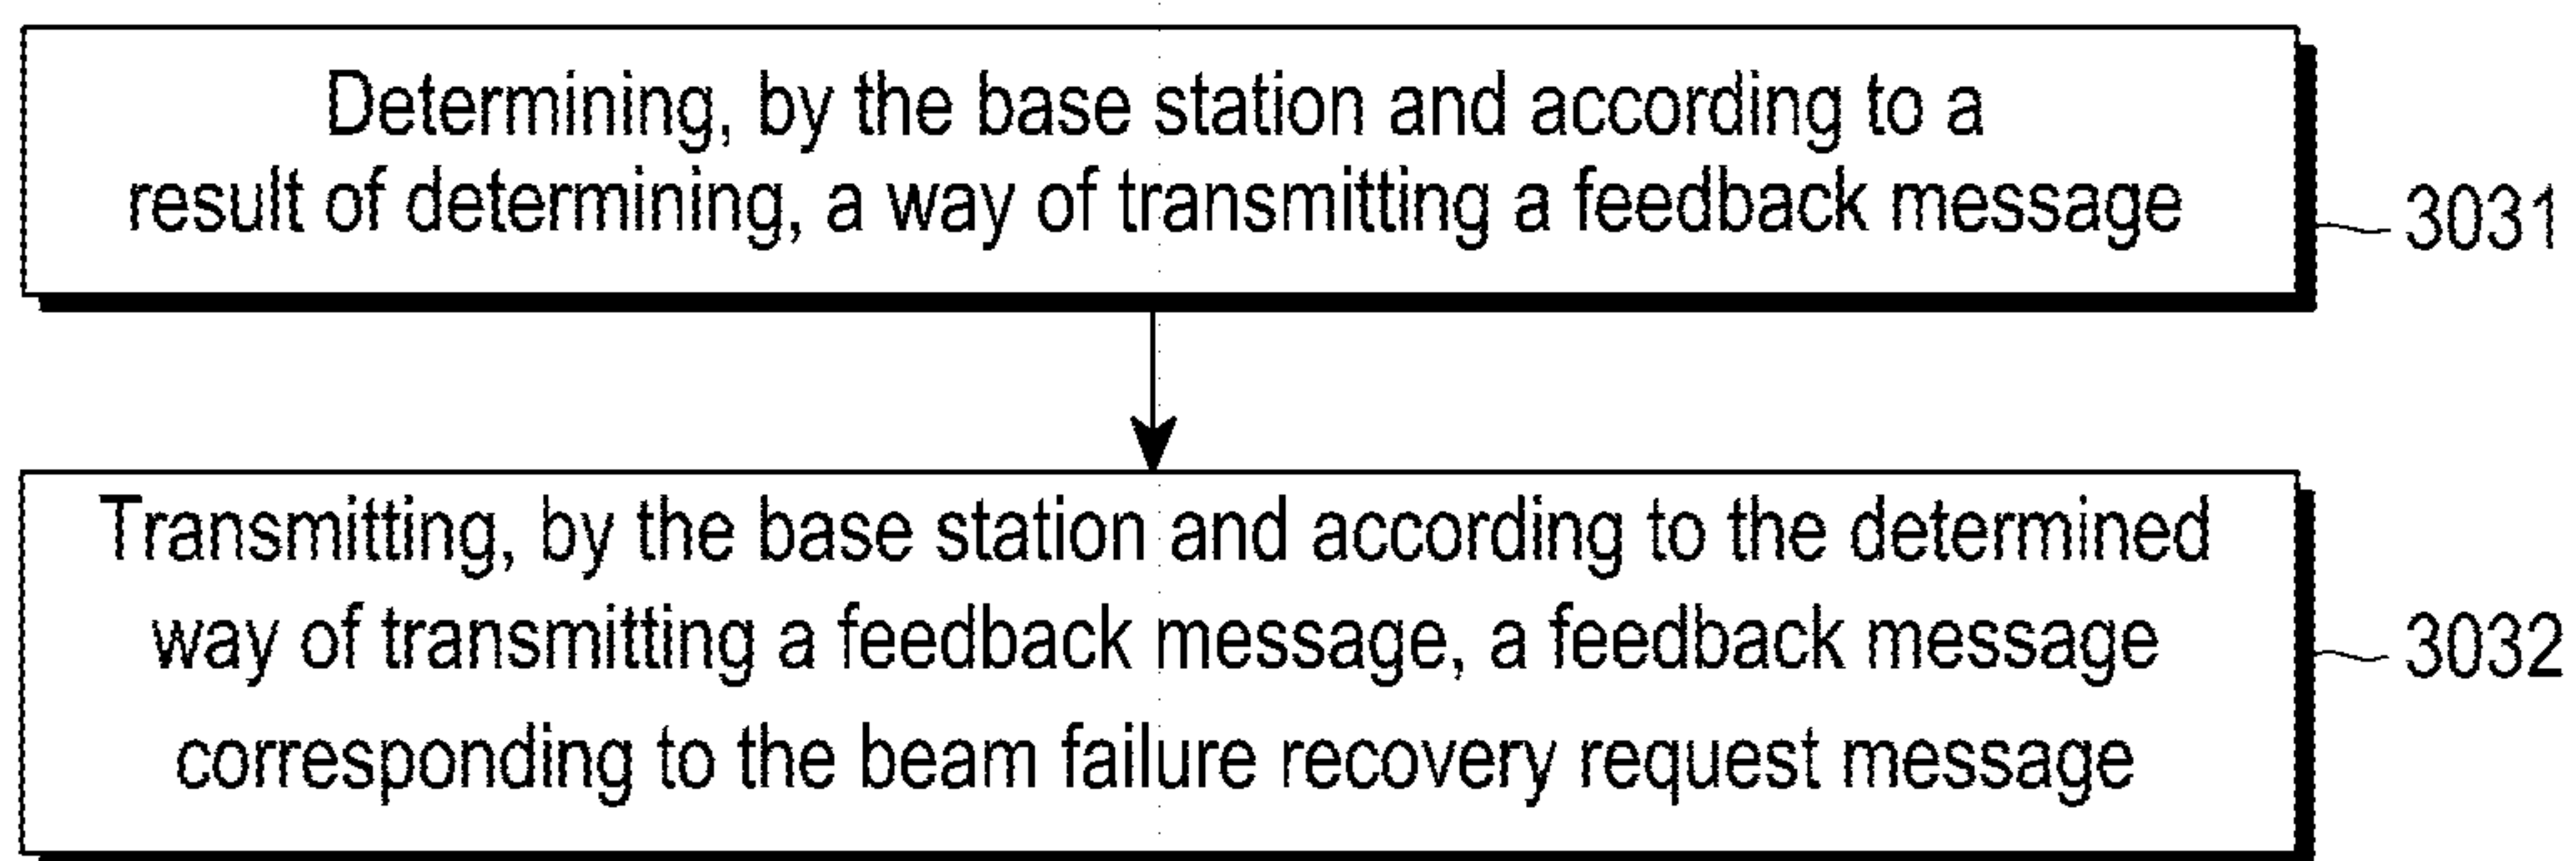 Determining, by the base station and according to a
result of determining, a way of transmitting a feedback message
3031
Transmitting, by the base station and according to the determined
way of transmitting a feedback message, a feedback message
corresponding to the beam failure recovery request message
3032